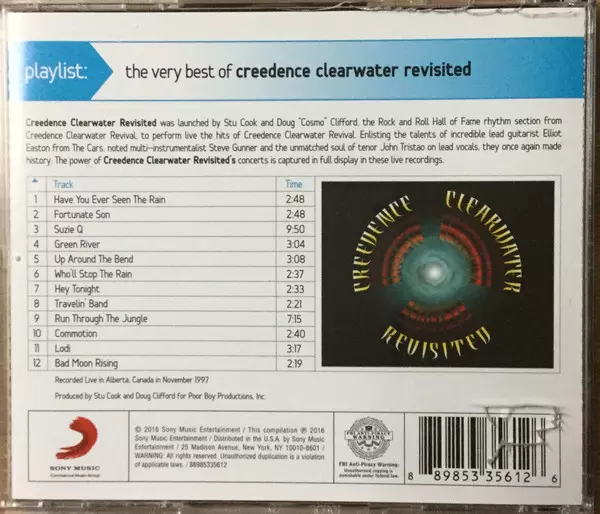 playlist: the very best of creedence clearwater revisited
Creedence Clearwater Revisited was launched by Stu Cook and Doug "Cosmo" Clifford, the Rock and Roll Hall of Fame rhythm section from
Creedence Clearwater Revival, to perform live the hits of Creedence Clearwater Revival. Enlisting the talents of incredible lead guitarist Elliot
Easton from The Cars, noted multi-instrumentalist Steve Gunner and the unmatched soul of tenor John Tristao on lead vocals, they once again made
history. The power of Creedence Clearwater Revisited's concerts is captured in full display in these live recordings.
Track Time
1 Have You Ever Seen The Rain 2:48
2 Fortunate Son 2:48
3 Suzie Q 9:50
4 Green River 3:04
5 Up Around the Bend 3:08
6 Who'll Stop The Rain 2:37
7 Hey Tonight 2:33
8 Travelin' Band 2:21
9 Run Through The Jungle 7:15
10 Commotion 2:40
11 Lodi 3:17
12 Bad Moon Rising 2:19
CREEDENCE CLEARWATER
REVISITED
Recorded Live in Alberta, Canada in November 1997
Produced by Stu Cook and Doug Clifford for Poor Boy Productions, Inc.
SONY MUSIC
© 2016 Sony Music Entertainment / This compilation ℗ 2016
Sony Music Entertainment / Distributed in the U.S.A. by Sony Music
Entertainment / 25 Madison Avenue, New York, NY 10010-8601 /
WARNING: All rights reserved. Unauthorized duplication is a violation
of applicable laws. / 88985335612
FBI ANTI-PIRACY
WARNING
FBI Anti-Piracy Warning:
Unauthorized copying is
punishable under federal law.
8 89853 35612 6